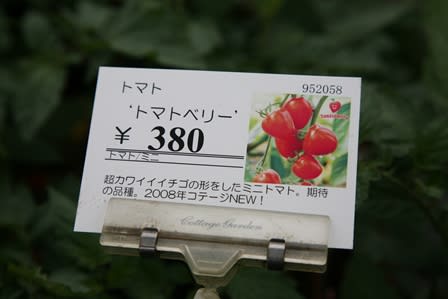 トマト
952058
‘トマトベリー’
¥ 380
トマト/ミニ
超カワイイイチゴの形をしたミニトマト。期待
の品種。2008年コテージNEW！
Cottage Garden